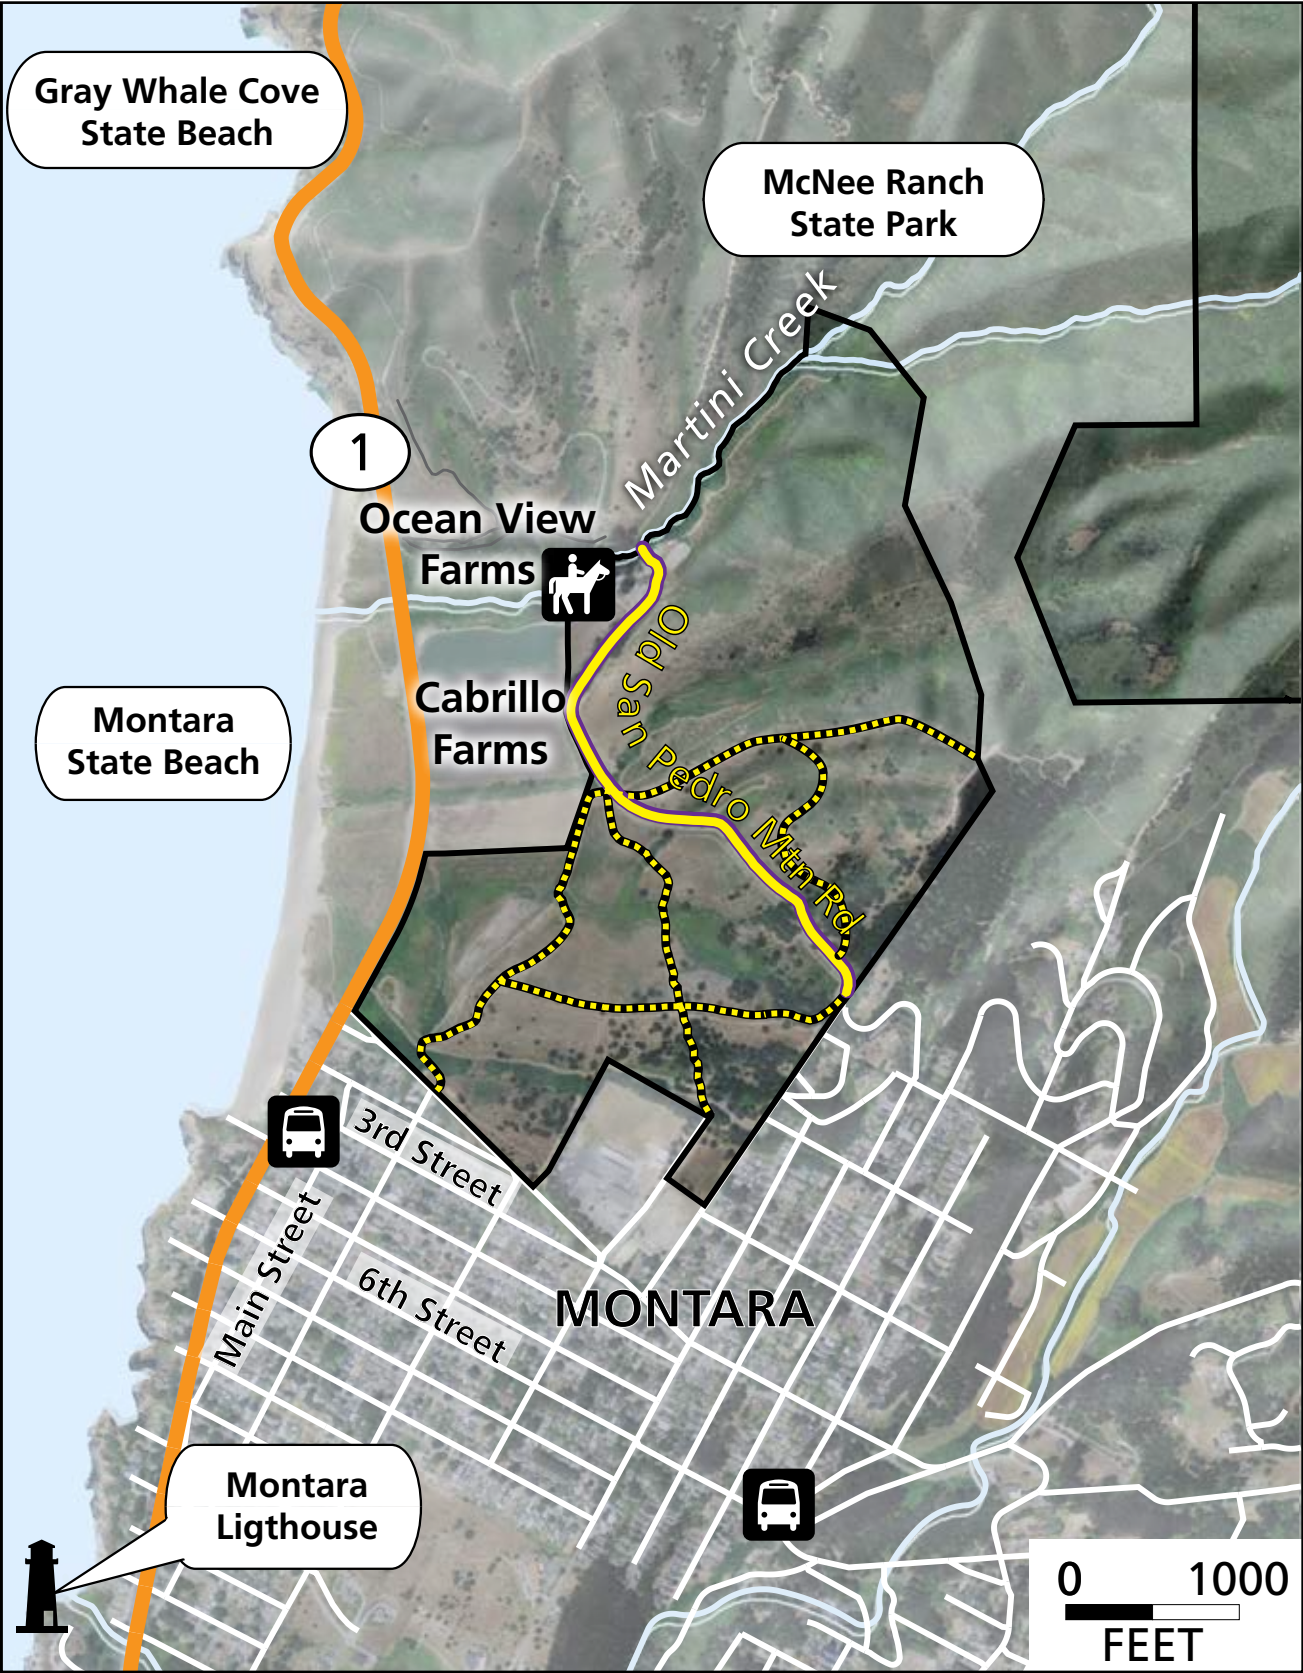 Gray Whale Cove
State Beach
McNee Ranch
State Park
Martini Creek
1
Ocean View
Farms
Old San Pedro Mtn Rd
Cabrillo
Farms
Montara
State Beach
3rd Street
Main Street
6th Street
MONTARA
Montara
Ligthouse
0 1000
FEET